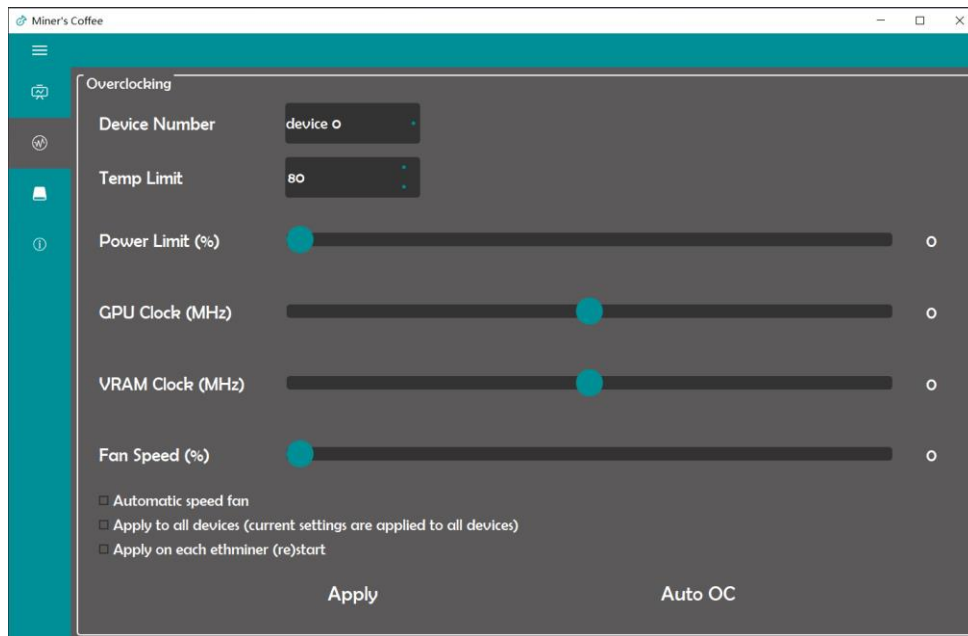 Miner's Coffee
Overclocking
Device Number device 0
Temp Limit 80
Power Limit (%) 0
GPU Clock (MHz) 0
VRAM Clock (MHz) 0
Fan Speed (%) 0
Automatic speed fan
Apply to all devices (current settings are applied to all devices)
Apply on each ethminer (re)start
Apply Auto OC